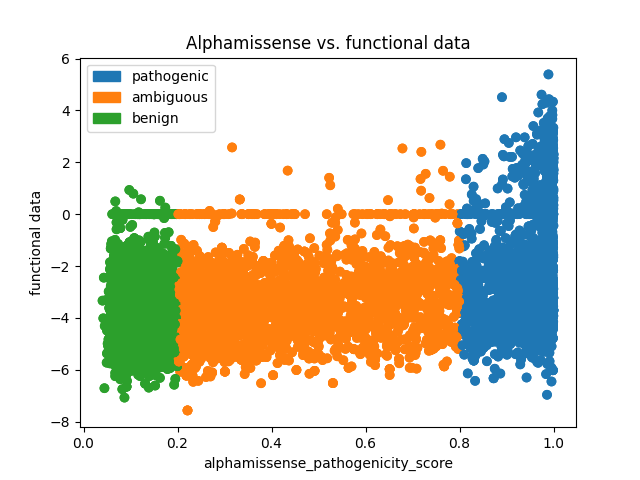 Alphamissense vs. functional data
pathogenic
ambiguous
benign
6
4
2
0
−2
−4
−6
−8
functional data
0.0 0.2 0.4 0.6 0.8 1.0
alphamissense_pathogenicity_score